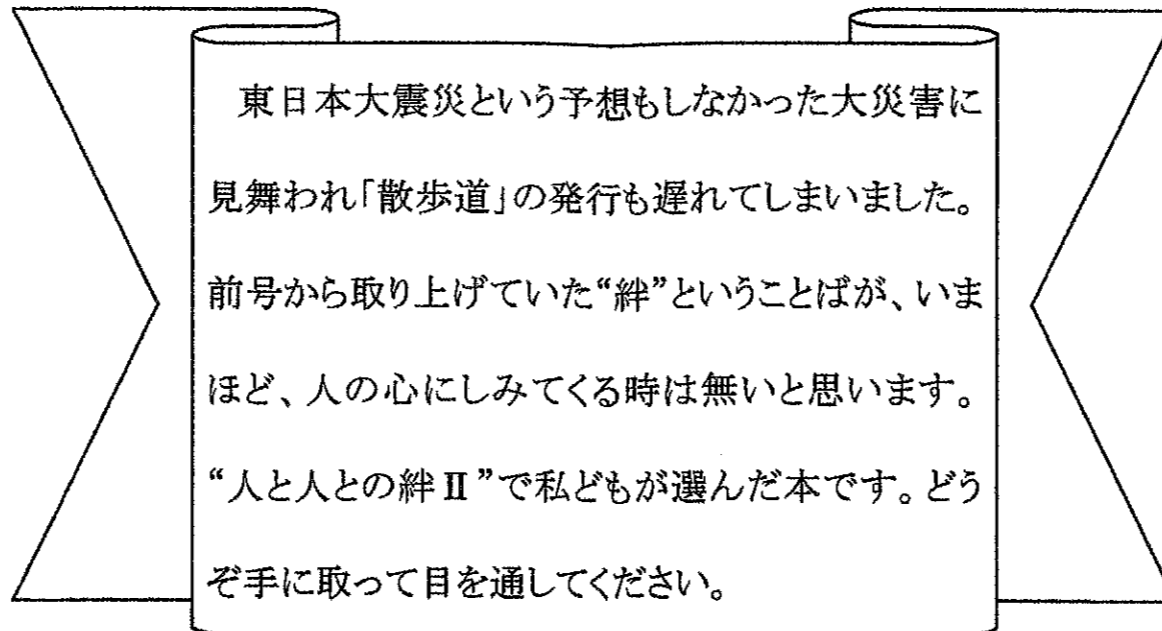 東日本大震災という予想もしなかった大災害に
見舞われ「散歩道」の発行も遅れてしまいました。
前号から取り上げていた“絆”ということばが、いま
ほど、人の心にしみてくる時は無いと思います。
“人と人との絆Ⅱ”で私どもが選んだ本です。どう
ぞ手に取って目を通してください。